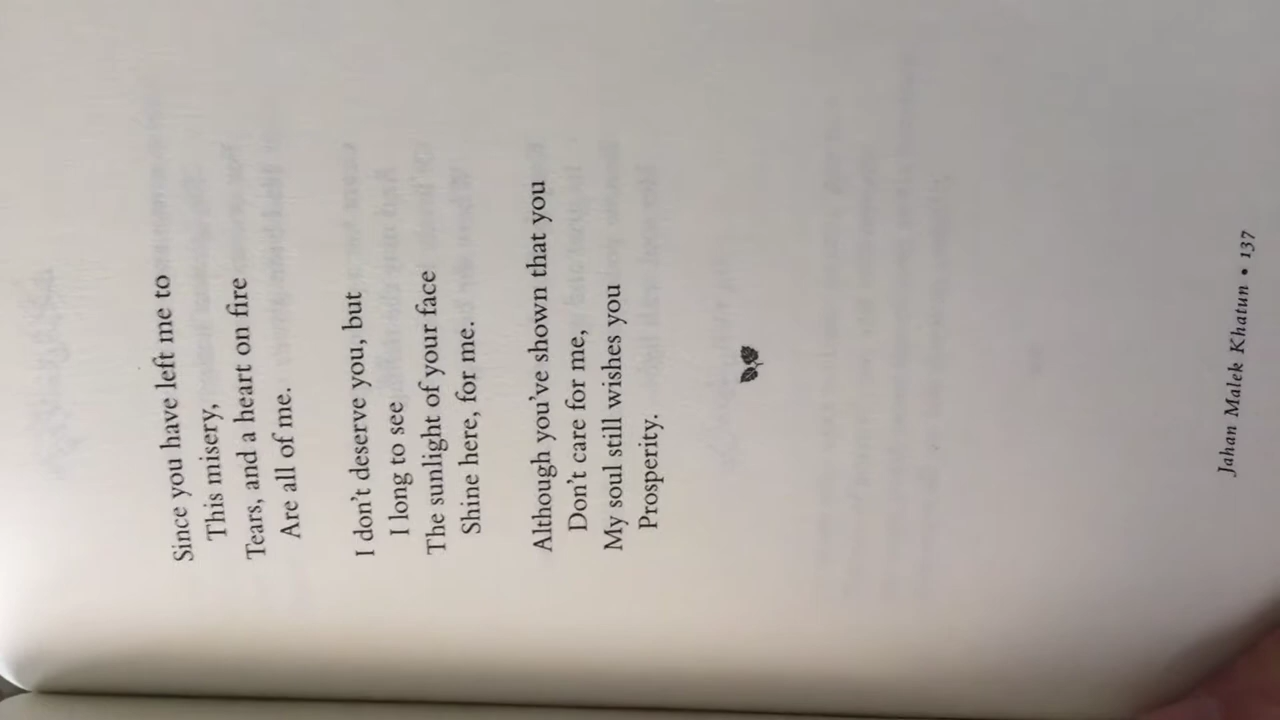 Since you have left me to
This misery,
Tears, and a heart on fire
Are all of me.
I don't deserve you, but
I long to see
The sunlight of your face
Shine here, for me.
Although you've shown that you
Don't care for me,
My soul still wishes you
Prosperity.
Jahan Malek Khatun • 137